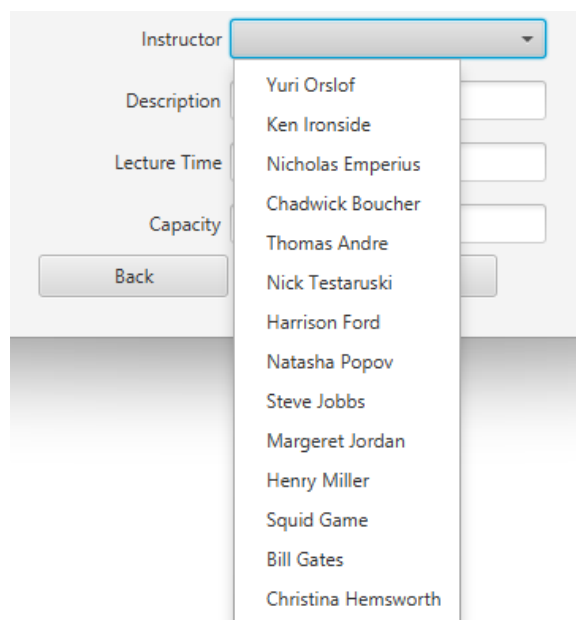 Instructor
Yuri Orslof
Description
Ken Ironside
Lecture Time
Nicholas Emperius
Chadwick Boucher
Capacity
Thomas Andre
Back
Nick Testaruski
Harrison Ford
Natasha Popov
Steve Jobbs
Margeret Jordan
Henry Miller
Squid Game
Bill Gates
Christina Hemsworth